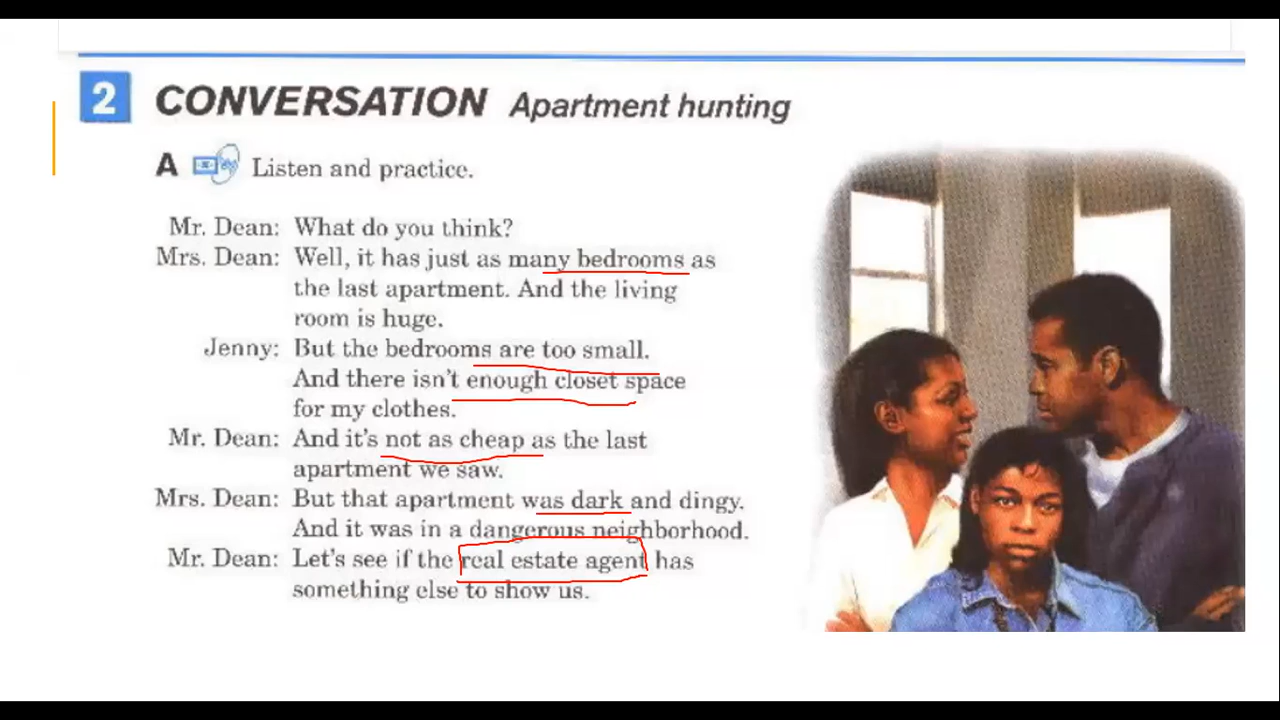 2 CONVERSATION Apartment hunting
A Listen and practice.
Mr. Dean: What do you think?
Mrs. Dean: Well, it has just as many bedrooms as
the last apartment. And the living
room is huge.
Jenny: But the bedrooms are too small.
And there isn't enough closet space
for my clothes.
Mr. Dean: And it's not as cheap as the last
apartment we saw.
Mrs. Dean: But that apartment was dark and dingy.
And it was in a dangerous neighborhood.
Mr. Dean: Let's see if the real estate agent has
something else to show us.